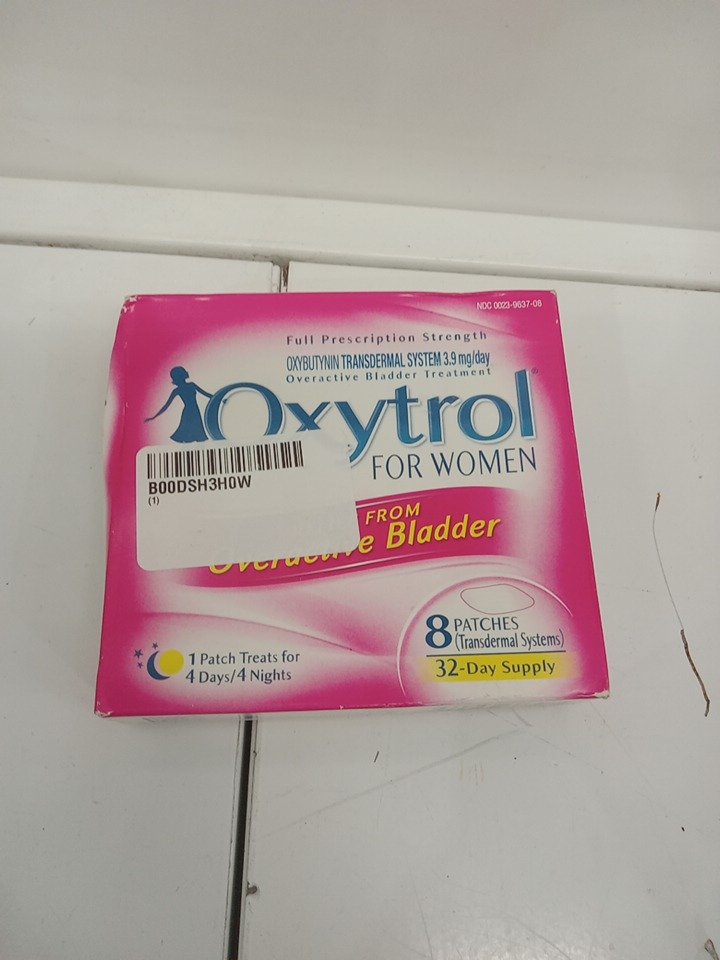 NDC 0023-9637-08
Full Prescription Strength
OXYBUTYNIN TRANSDERMAL SYSTEM 3.9 mg/day
Overactive Bladder Treatment
Oxytrol®
FOR WOMEN
B00DSH3H0W
(1)
FROM
Overactive Bladder
8 PATCHES
(Transdermal Systems)
32-Day Supply
1 Patch Treats for
4 Days/4 Nights